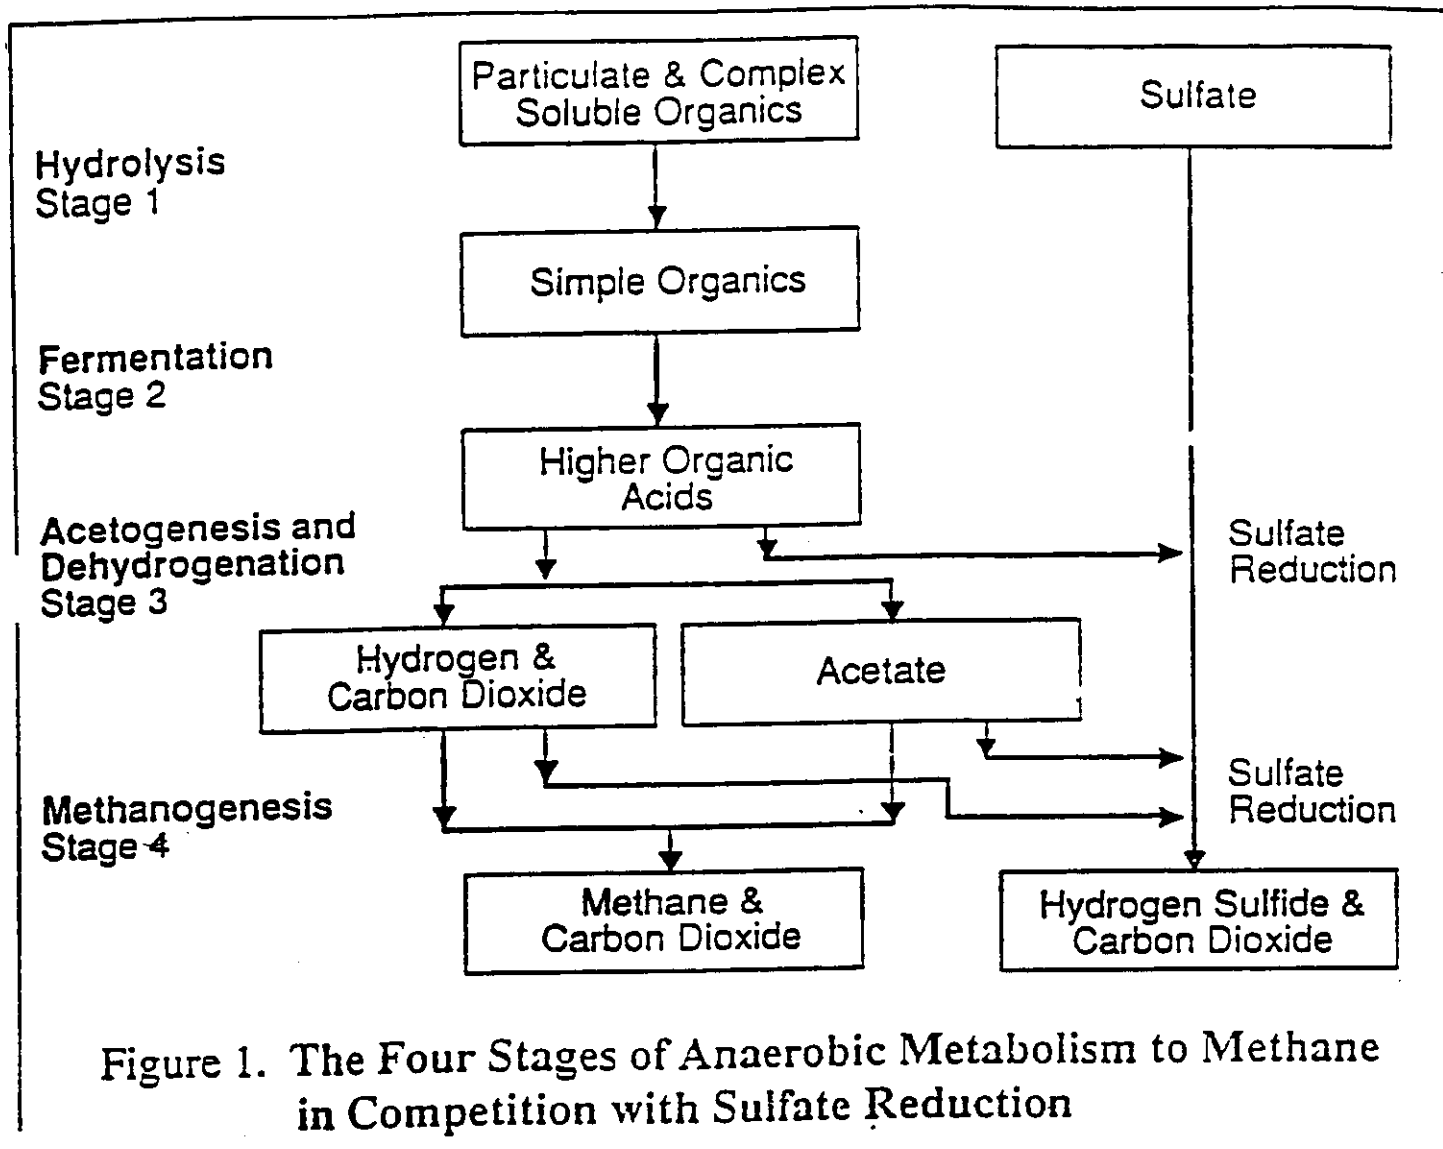 Particulate & Complex
Soluble Organics
Sulfate
Hydrolysis
Stage 1
Simple Organics
Fermentation
Stage 2
Higher Organic
Acids
Acetogenesis and
Dehydrogenation
Stage 3
Sulfate
Reduction
Hydrogen &
Carbon Dioxide
Acetate
Sulfate
Reduction
Methanogenesis
Stage 4
Methane &
Carbon Dioxide
Hydrogen Sulfide &
Carbon Dioxide
Figure 1. The Four Stages of Anaerobic Metabolism to Methane
in Competition with Sulfate Reduction